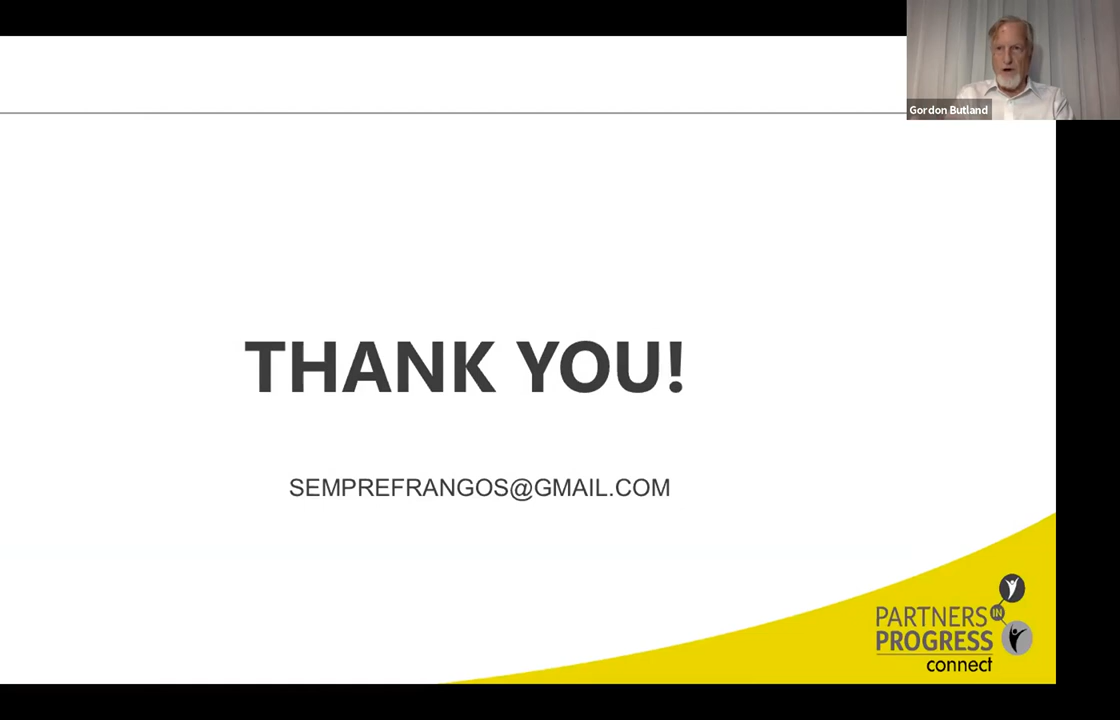 Gordon Butland
THANK YOU!
SEMPREFRANGOS@GMAIL.COM
PARTNERS IN
PROGRESS
connect